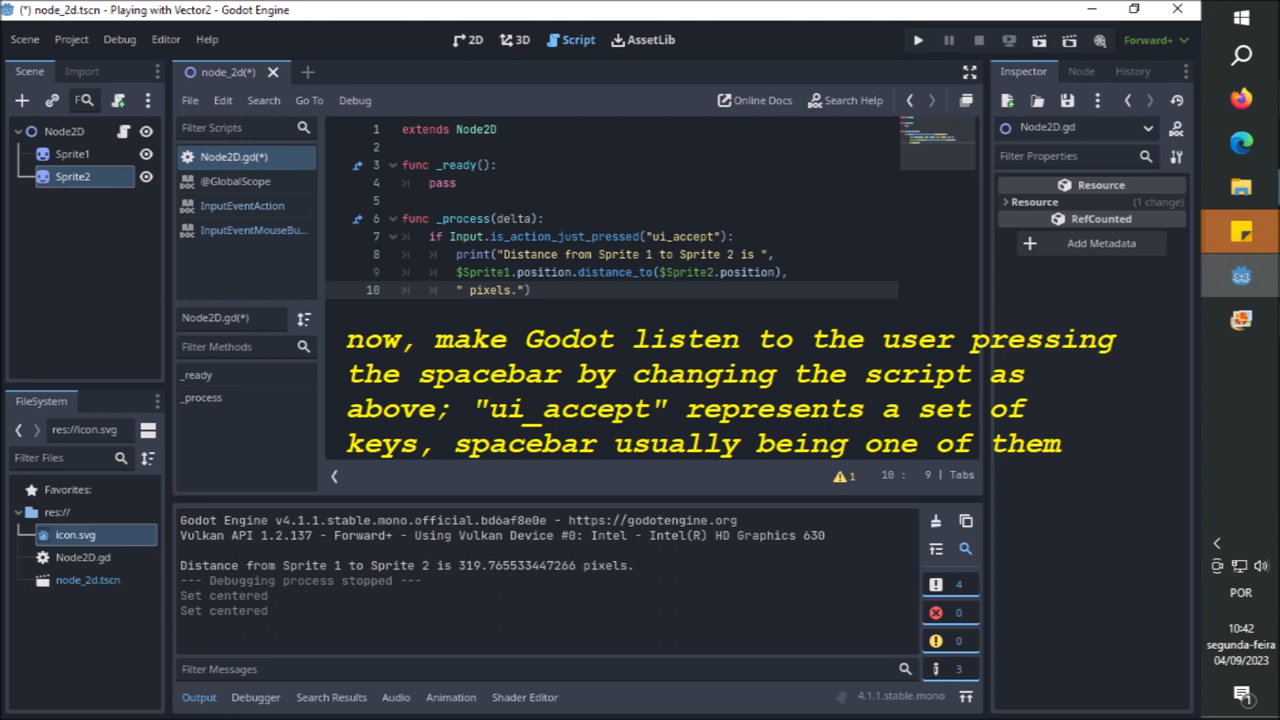 (*) node_2d.tscn - Playing with Vector2 - Godot Engine
Scene Project Debug Editor Help
2D 3D Script AssetLib
Forward+
Scene Import
node_2d(*)
Inspector Node History
File Edit Search Go To Debug
Online Docs Search Help
Filter Scripts
Node2D
Sprite1
Sprite2
Node2D.gd(*)
@GlobalScope
InputEventAction
InputEventMouseBu...
Node2D.gd(*)
Filter Methods
_ready
_process
1 extends Node2D
2
3 func _ready():
4 pass
5
6 func _process(delta):
7 if Input.is_action_just_pressed("ui_accept"):
8 print("Distance from Sprite 1 to Sprite 2 is ",
9 $Sprite1.position.distance_to($Sprite2.position),
10 " pixels.")
now, make Godot listen to the user pressing
the spacebar by changing the script as
above; "ui_accept" represents a set of
keys, spacebar usually being one of them
1 10 : 9 | Tabs
Node2D.gd
Filter Properties
Resource
Resource (1 change)
RefCounted
Add Metadata
FileSystem
res://icon.svg
Filter Files
Favorites:
res://
icon.svg
Node2D.gd
node_2d.tscn
Godot Engine v4.1.1.stable.mono.official.bd6af8e0e - https://godotengine.org
Vulkan API 1.2.137 - Forward+ - Using Vulkan Device #0: Intel - Intel(R) HD Graphics 630
Distance from Sprite 1 to Sprite 2 is 319.765533447266 pixels.
--- Debugging process stopped ---
Set centered
Set centered
4
0
0
3
Filter Messages
Output Debugger Search Results Audio Animation Shader Editor
4.1.1.stable.mono
POR
10:42
segunda-feira
04/09/2023
1